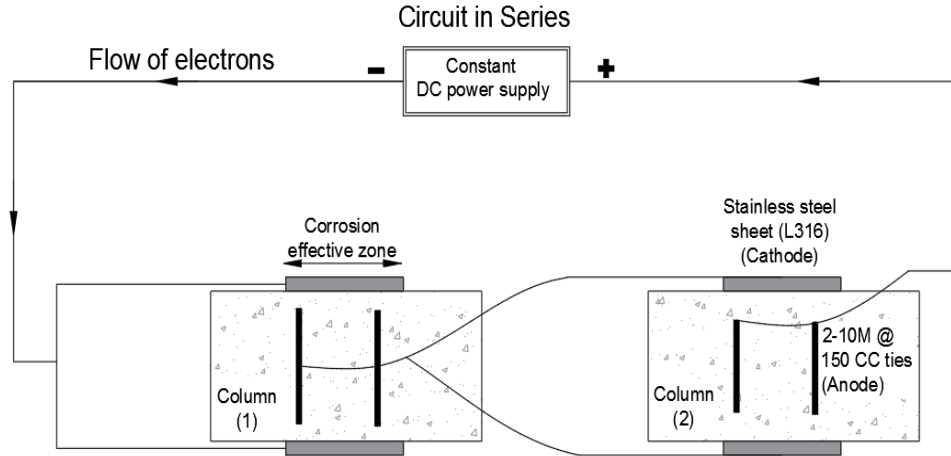 Circuit in Series
Flow of electrons
-
Constant
DC power supply
+
Corrosion
effective zone
Stainless steel
sheet (L316)
(Cathode)
Column
(1)
Column
(2)
2-10M @
150 CC ties
(Anode)